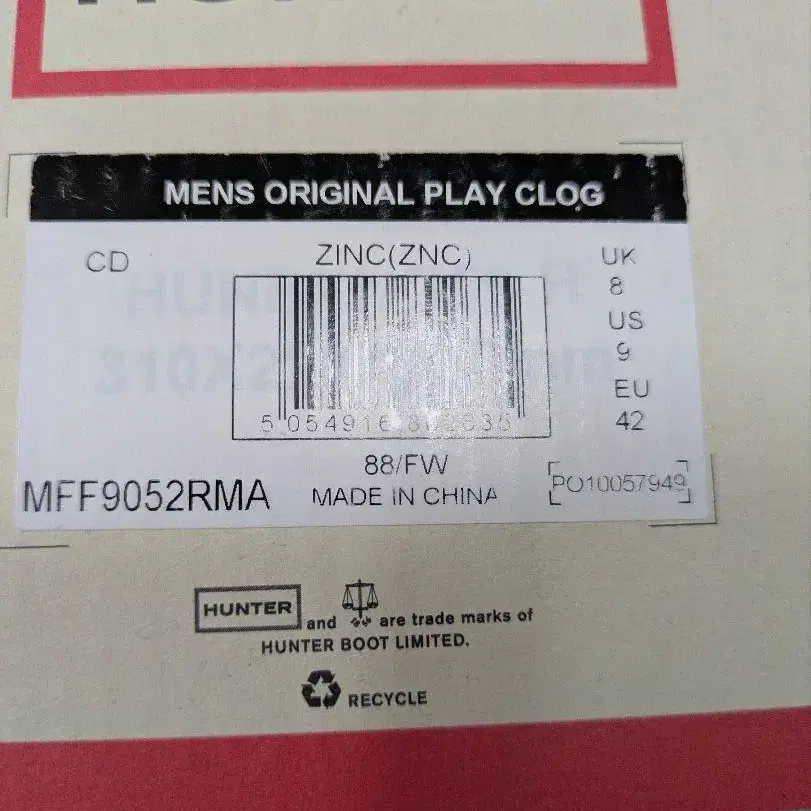 MENS ORIGINAL PLAY CLOG
CD
ZINC(ZNC)
UK
8
US
9
EU
42
88/FW
MFF9052RMA
MADE IN CHINA
PO10057949
HUNTER and are trade marks of
HUNTER BOOT LIMITED.
RECYCLE